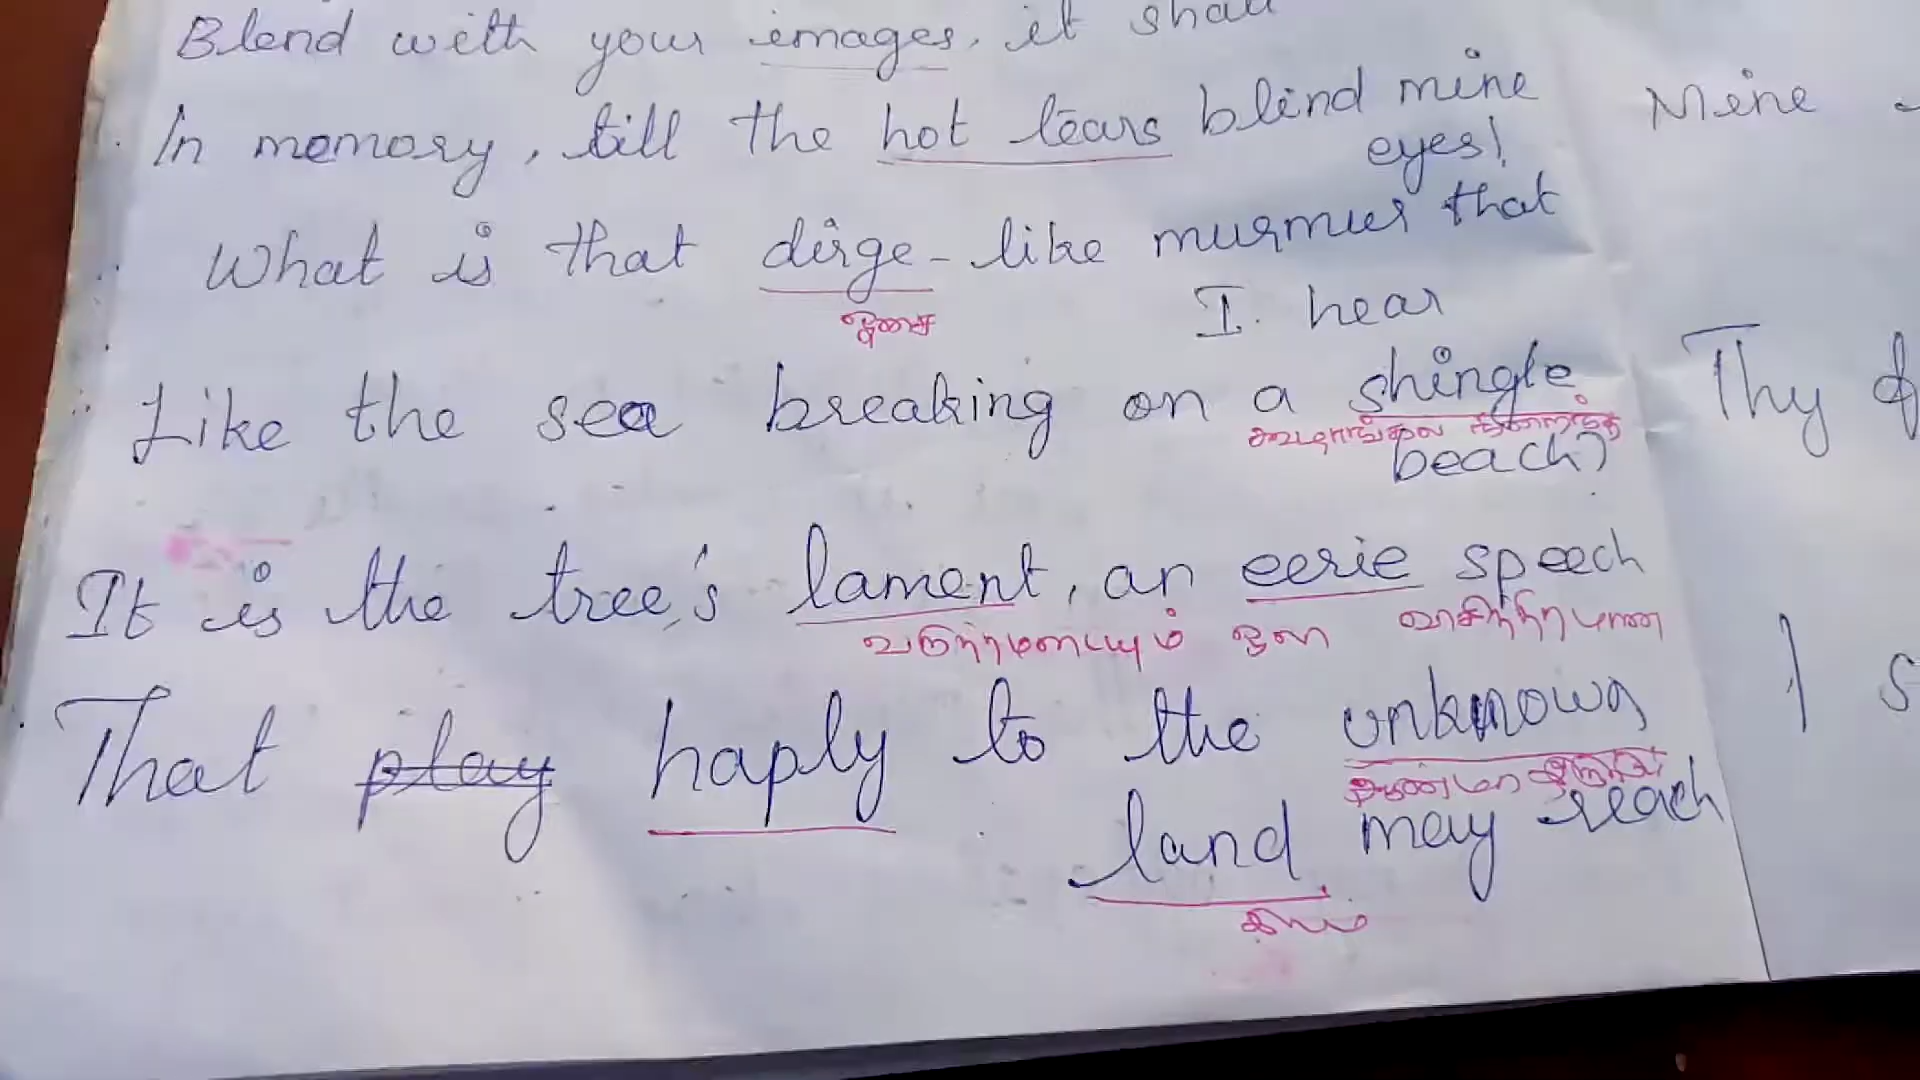 Blend with your images, it shall
In memory, till the hot tears blind mine
eyes!
What is that dirge-like murmur that
ஓசை
I hear
Like the sea breaking on a shingle
beach?
It is the tree's lament, an eerie speech
ஓல
That play haply to the unknown
land may reach
Mine
Thy
I